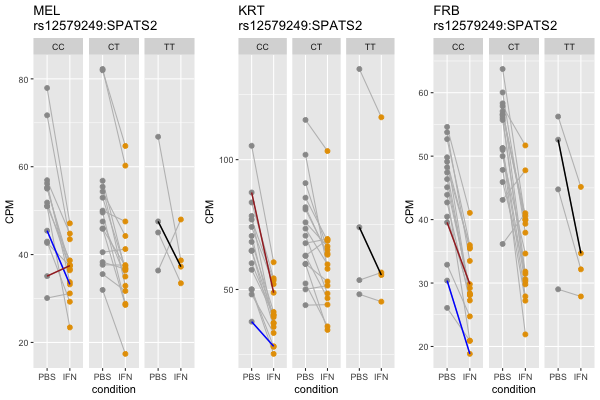 MEL
rs12579249:SPATS2
CC CT TT
80
60
40
20
CPM
PBS IFN PBS IFN PBS IFN
condition
KRT
rs12579249:SPATS2
CC CT TT
100
50
CPM
PBS IFN PBS IFN PBS IFN
condition
FRB
rs12579249:SPATS2
CC CT TT
60
50
40
30
20
CPM
PBS IFN PBS IFN PBS IFN
condition